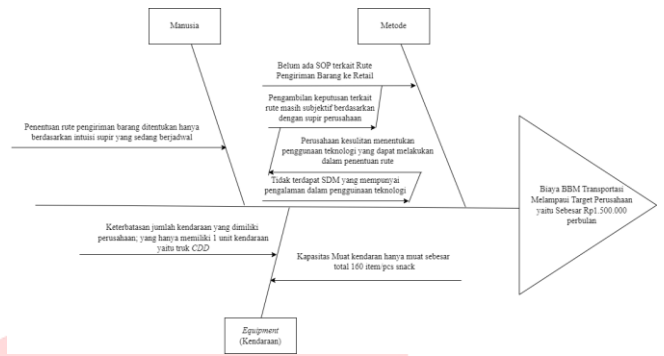 Manusia
Metode
Belum ada SOP terkait Rute
Pengiriman Barang ke Retail
Pengambilan keputusan terkait
rute masih subjektif berdasarkan
dengan supir perusahaan
Penentuan rute pengiriman barang ditentukan hanya
berdasarkan intuisi supir yang sedang berjadwal
Perusahaan kesulitan menentukan
penggunaan teknologi yang dapat melakukan
dalam penentuan rute
Tidak terdapat SDM yang mempunyai
pengalaman dalam pengguinaan teknologi
Biaya BBM Transportasi
Melampaui Target Perusahaan
yaitu Sebesar Rp1.500.000
perbulan
Keterbatasan jumlah kendaraan yang dimiliki
perusahaan; yang hanya memiliki 1 unit kendaraan
yaitu truk CDD
Kapasitas Muat kendaran hanya muat sebesar
total 160 item/pcs snack
Equipment
(Kendaraan)